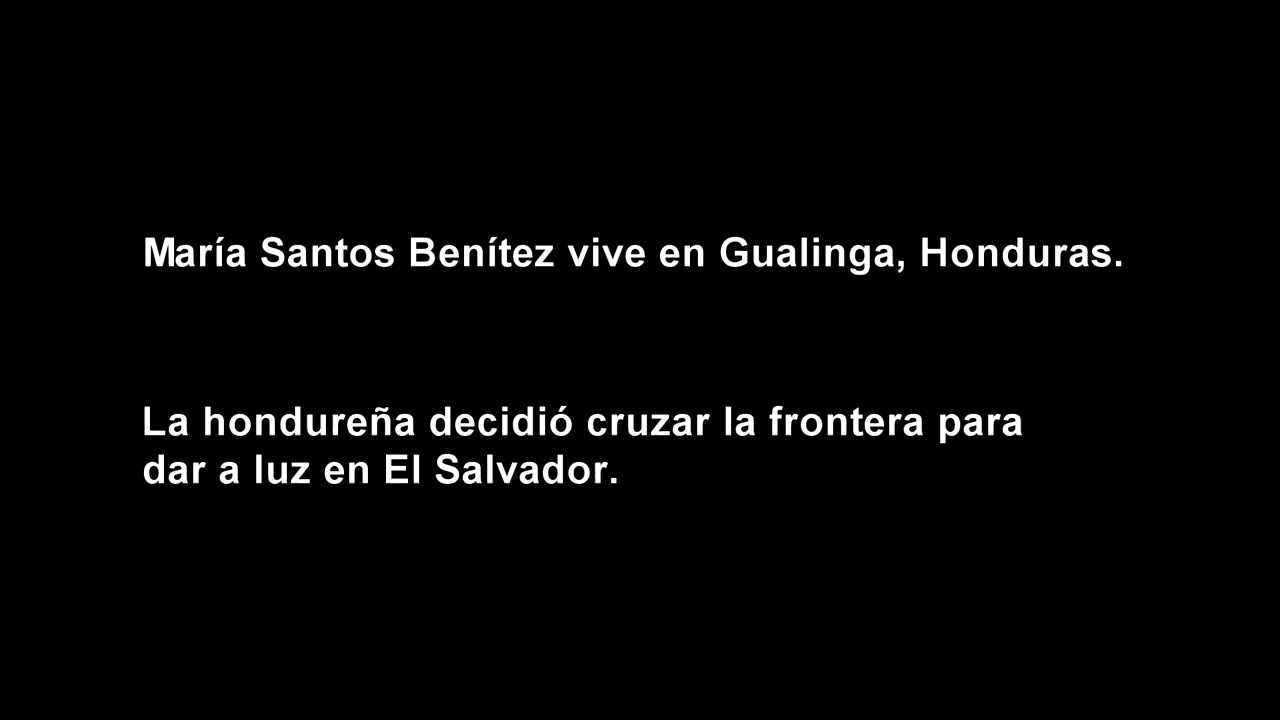 María Santos Benítez vive en Gualinga, Honduras.
La hondureña decidió cruzar la frontera para
dar a luz en El Salvador.